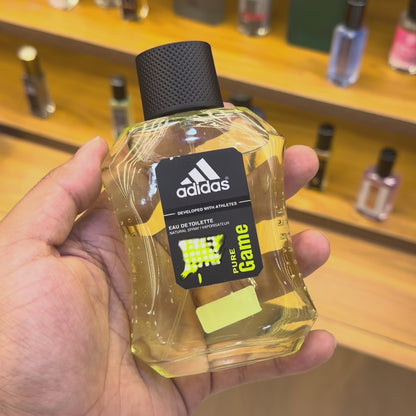 adidas
DEVELOPED WITH ATHLETES
EAU DE TOILETTE
NATURAL SPRAY / VAPORISATEUR
PURE
Game